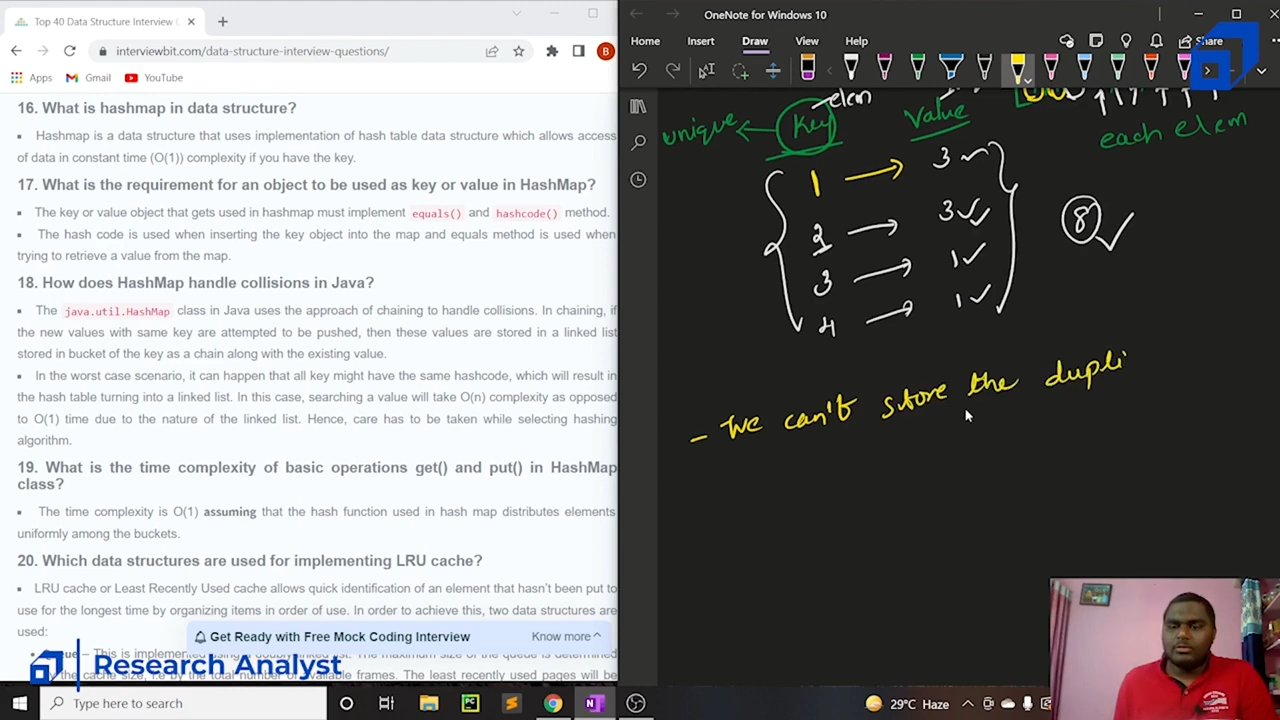 Top 40 Data Structure Interview
interviewbit.com/data-structure-interview-questions/
B
Apps Gmail YouTube
16. What is hashmap in data structure?
Hashmap is a data structure that uses implementation of hash table data structure which allows access
of data in constant time (O(1)) complexity if you have the key.
17. What is the requirement for an object to be used as key or value in HashMap?
The key or value object that gets used in hashmap must implement equals() and hashcode() method.
The hash code is used when inserting the key object into the map and equals method is used when
trying to retrieve a value from the map.
18. How does HashMap handle collisions in Java?
The java.util.HashMap class in Java uses the approach of chaining to handle collisions. In chaining, if
the new values with same key are attempted to be pushed, then these values are stored in a linked list
stored in bucket of the key as a chain along with the existing value.
In the worst case scenario, it can happen that all key might have the same hashcode, which will result in
the hash table turning into a linked list. In this case, searching a value will take O(n) complexity as opposed
to O(1) time due to the nature of the linked list. Hence, care has to be taken while selecting hashing
algorithm.
19. What is the time complexity of basic operations get() and put() in HashMap
class?
The time complexity is O(1) assuming that the hash function used in hash map distributes elements
uniformly among the buckets.
20. Which data structures are used for implementing LRU cache?
LRU cache or Least Recently Used cache allows quick identification of an element that hasn't been put to
use for the longest time by organizing items in order of use. In order to achieve this, two data structures are
used:
Get Ready with Free Mock Coding Interview Know more
Research Analyst
OneNote for Windows 10
Home Insert Draw View Help Share
elem
unique Key Value
each elem
1 → 3
2 → 3
3 → 1
4 → 1
8
- We can't store the dupli
Type here to search
29°C Haze